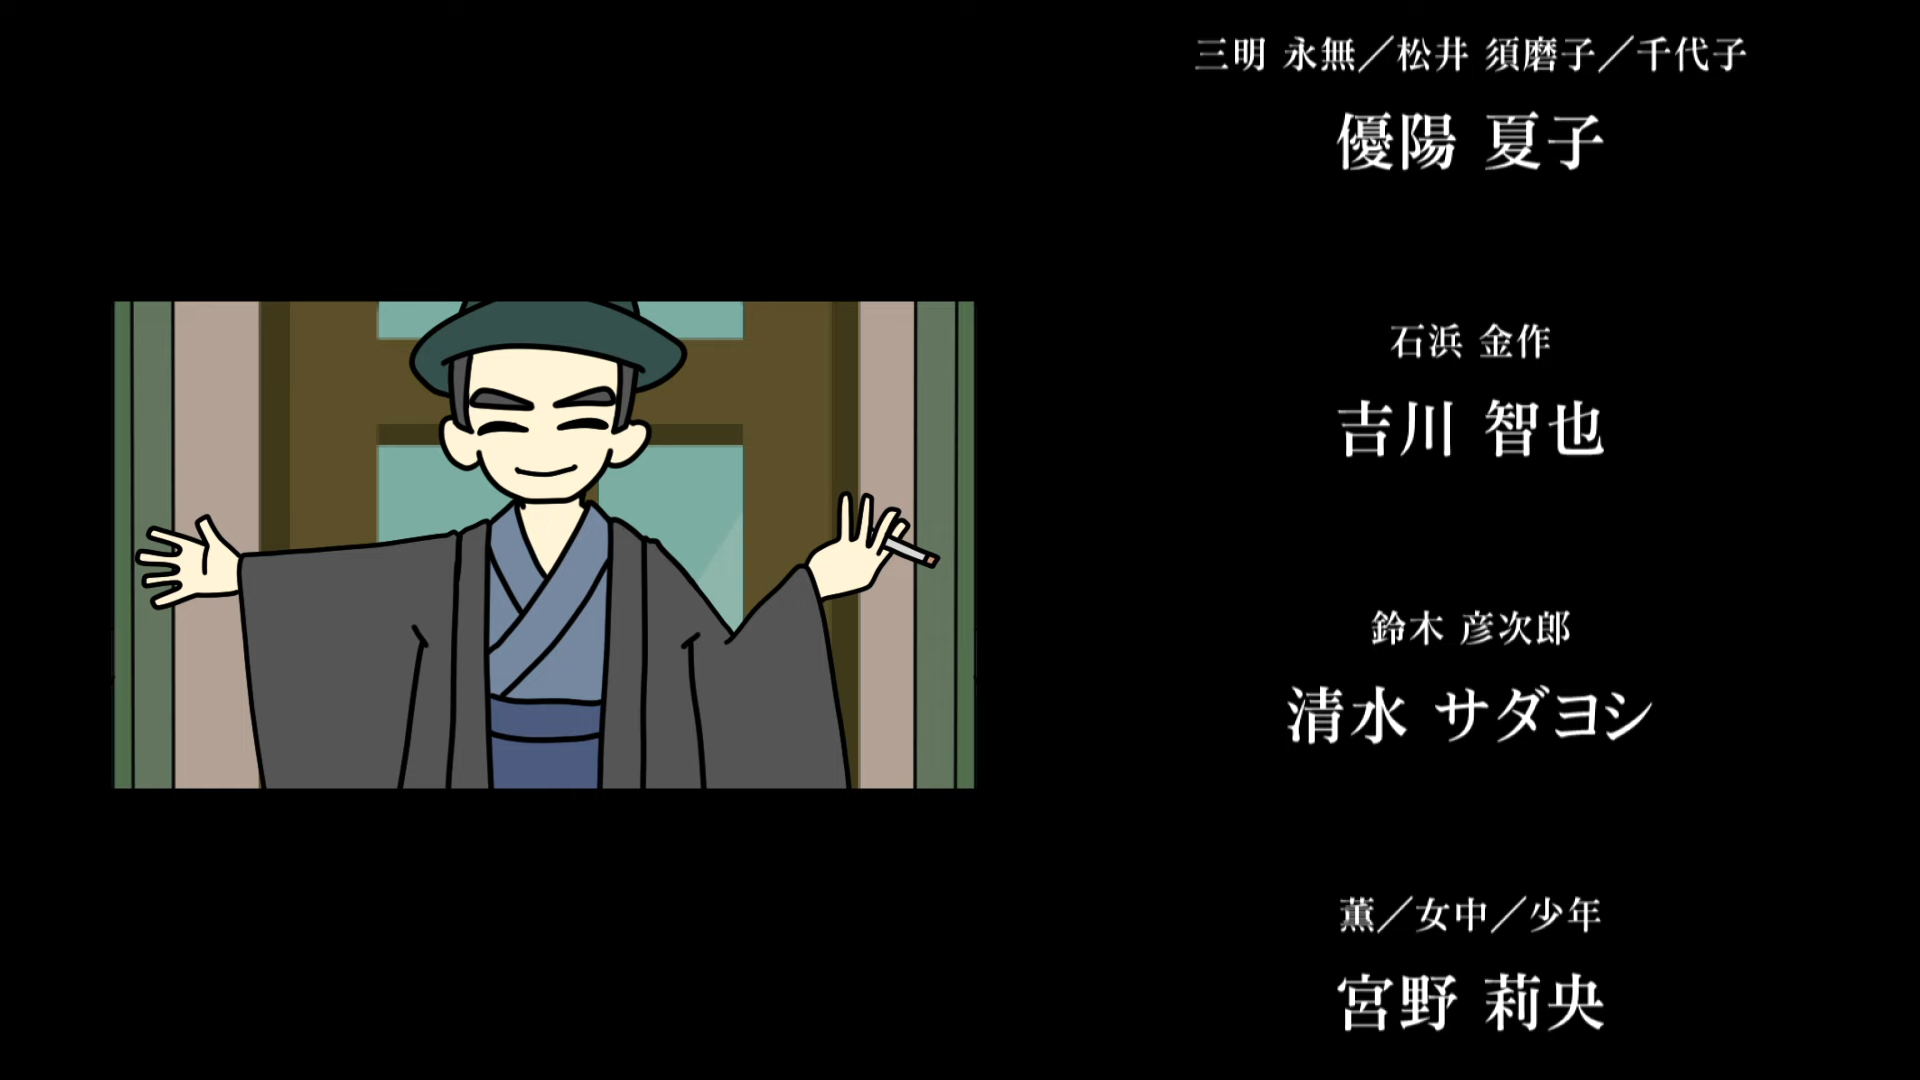 三明 永無／松井 須磨子／千代子
優陽 夏子
石浜 金作
吉川 智也
鈴木 彦次郎
清水 サダヨシ
薫／女中／少年
宮野 莉央